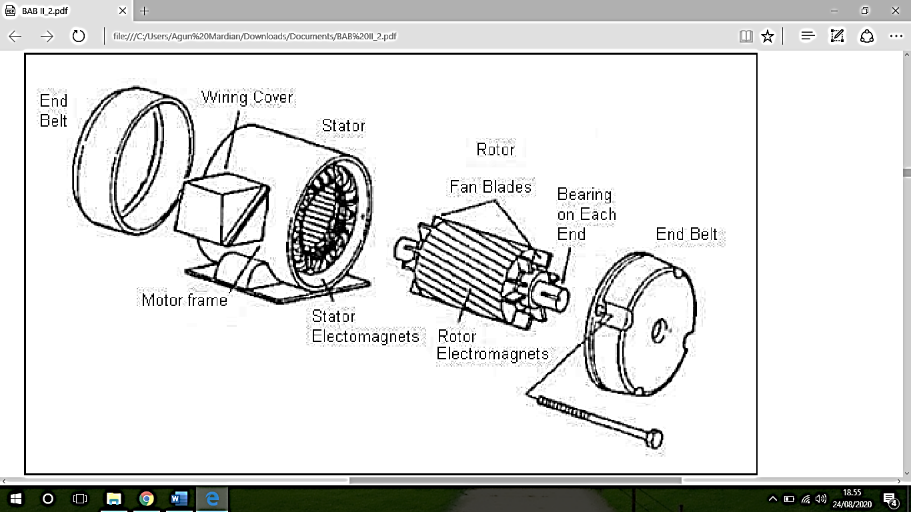 BAB II_2.pdf
file:///C:/Users/Agun%20Mardian/Downloads/Documents/BAB%20II_2.pdf
End
Belt
Wiring Cover
Stator
Rotor
Fan Blades
Bearing
on Each
End
End Belt
Motor frame
Stator
Electomagnets
Rotor
Electromagnets
18.55
24/08/2020
4